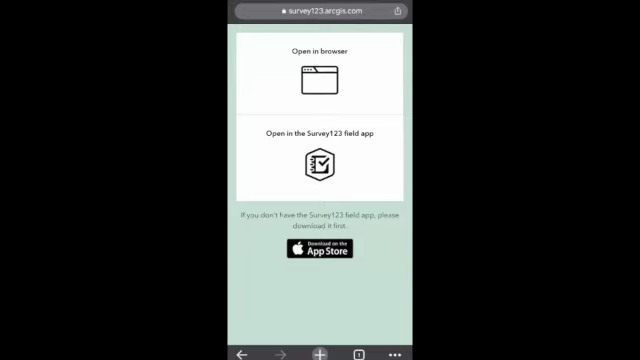 survey123.arcgis.com
Open in browser
Open in the Survey123 field app
If you don't have the Survey123 field app, please
download it first.
Download on the
App Store
1